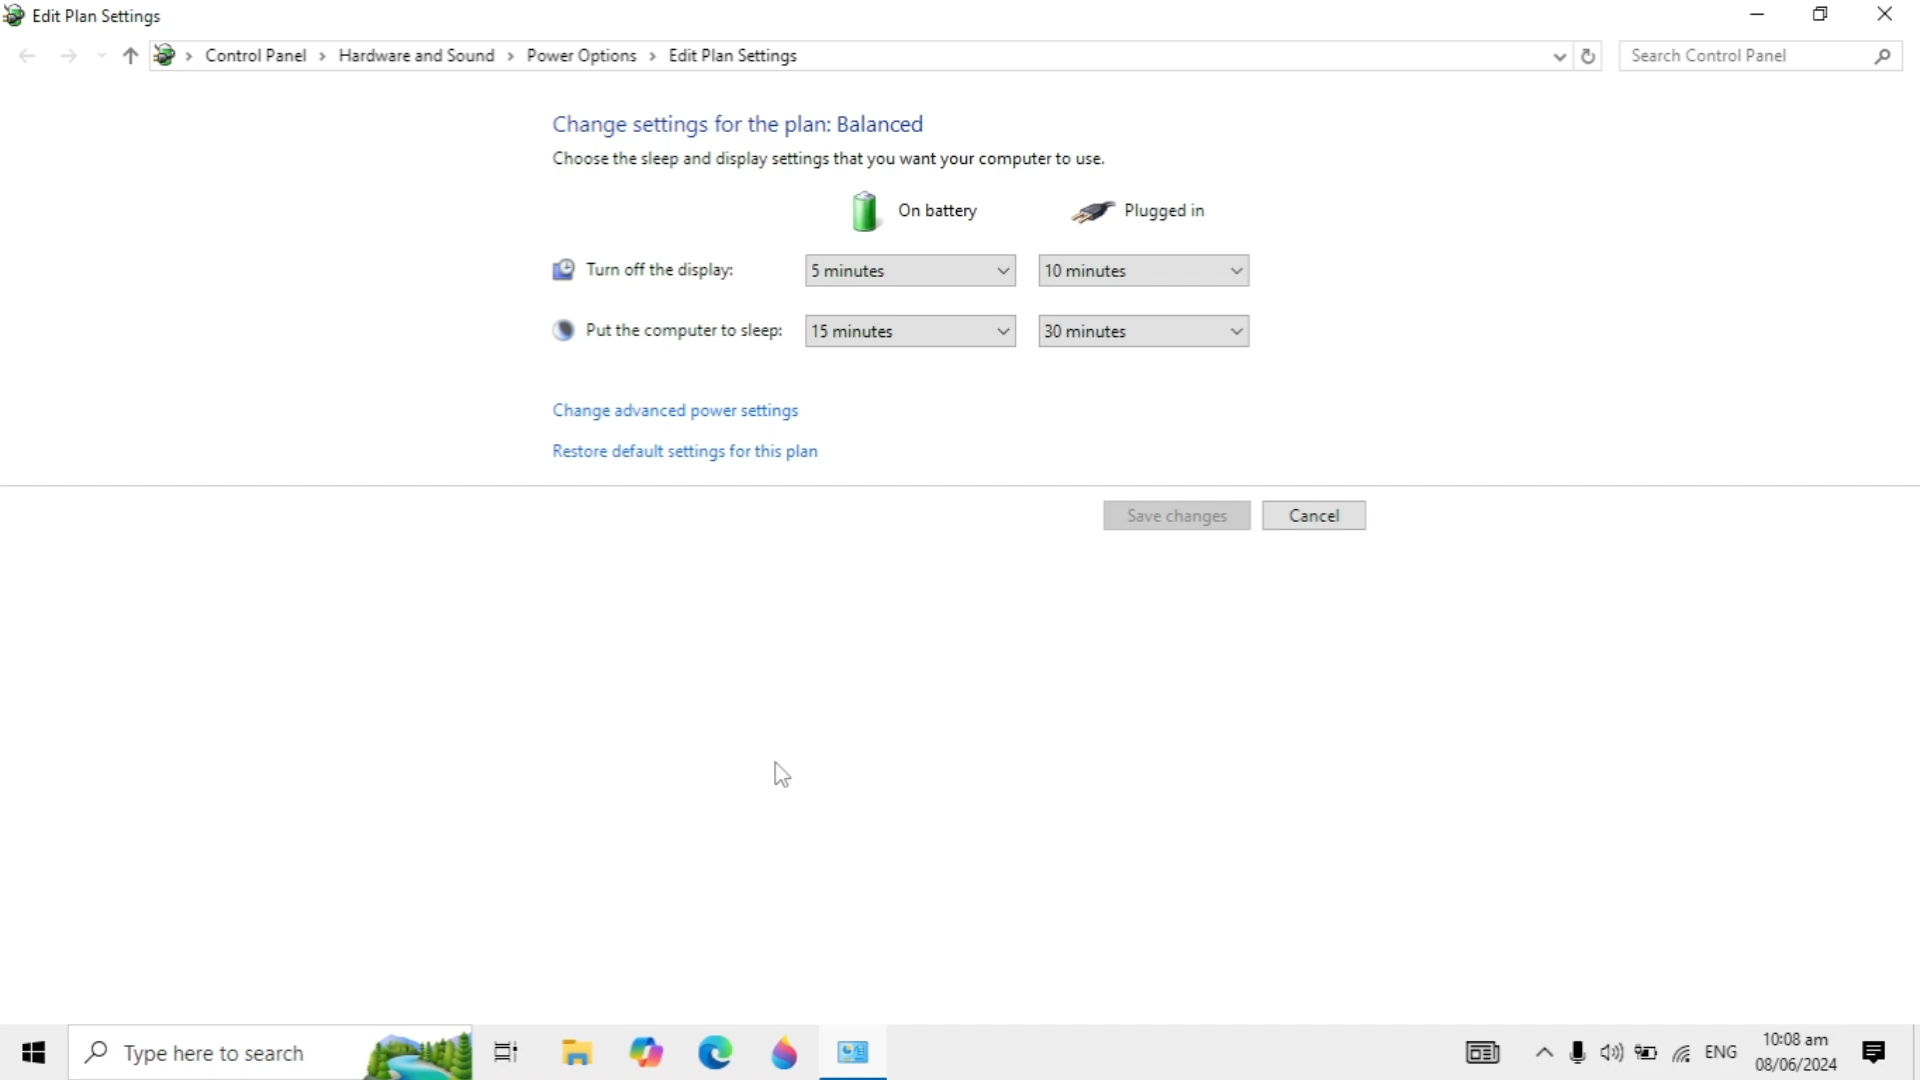 Edit Plan Settings
Control Panel > Hardware and Sound > Power Options > Edit Plan Settings
Search Control Panel
Change settings for the plan: Balanced
Choose the sleep and display settings that you want your computer to use.
On battery
Plugged in
Turn off the display:
5 minutes
10 minutes
Put the computer to sleep:
15 minutes
30 minutes
Change advanced power settings
Restore default settings for this plan
Save changes
Cancel
Type here to search
ENG
10:08 am
08/06/2024